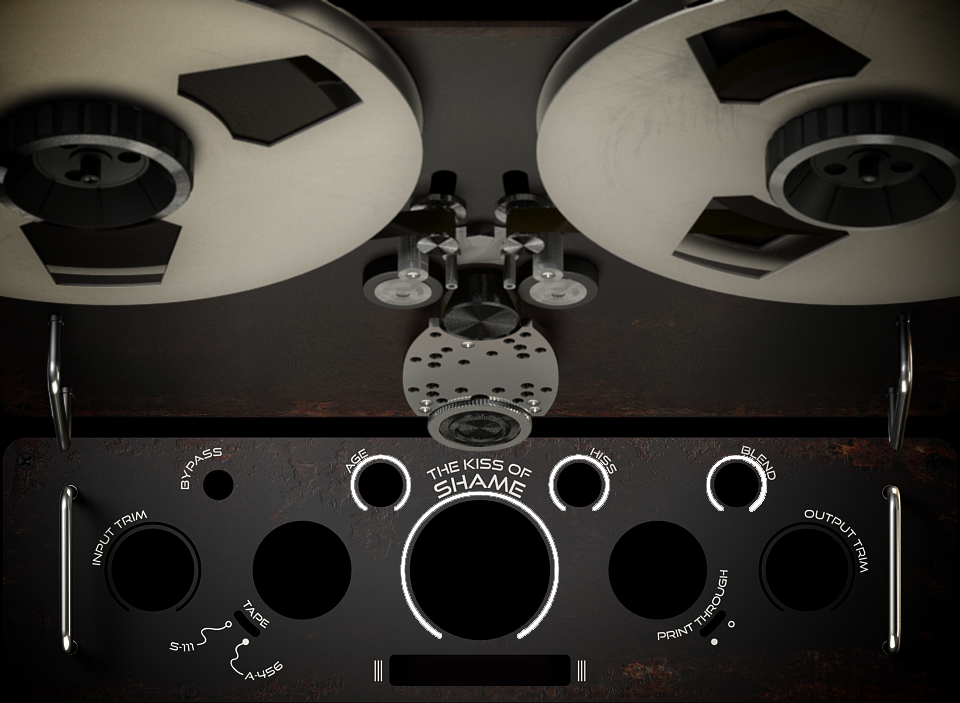 BYPASS
AGE
THE KISS OF
SHAME
HISS
BLEND
INPUT TRIM
OUTPUT TRIM
TAPE
S-111
A-456
PRINT THROUGH